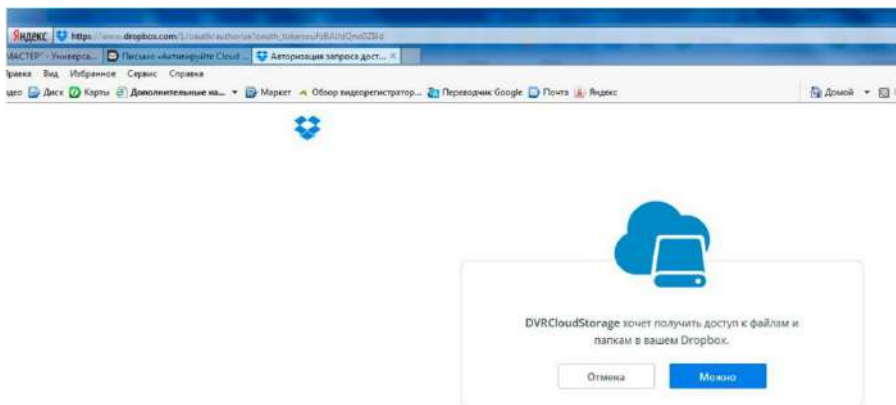 Яндекс https://www.dropbox.com/1/oauth/authorize?
МАСТЕР" - Универса... Письмо «Активируйте Cloud ... Авторизация запроса дост... ×
Правка Вид Избранное Сервис Справка
Диск Карты Дополнительные на... Маркет Обзор видеорегистратор... Переводчик Google Почта Яндекс Домой
DVRCloudStorage хочет получить доступ к файлам и
папкам в вашем Dropbox.
Отмена Можно